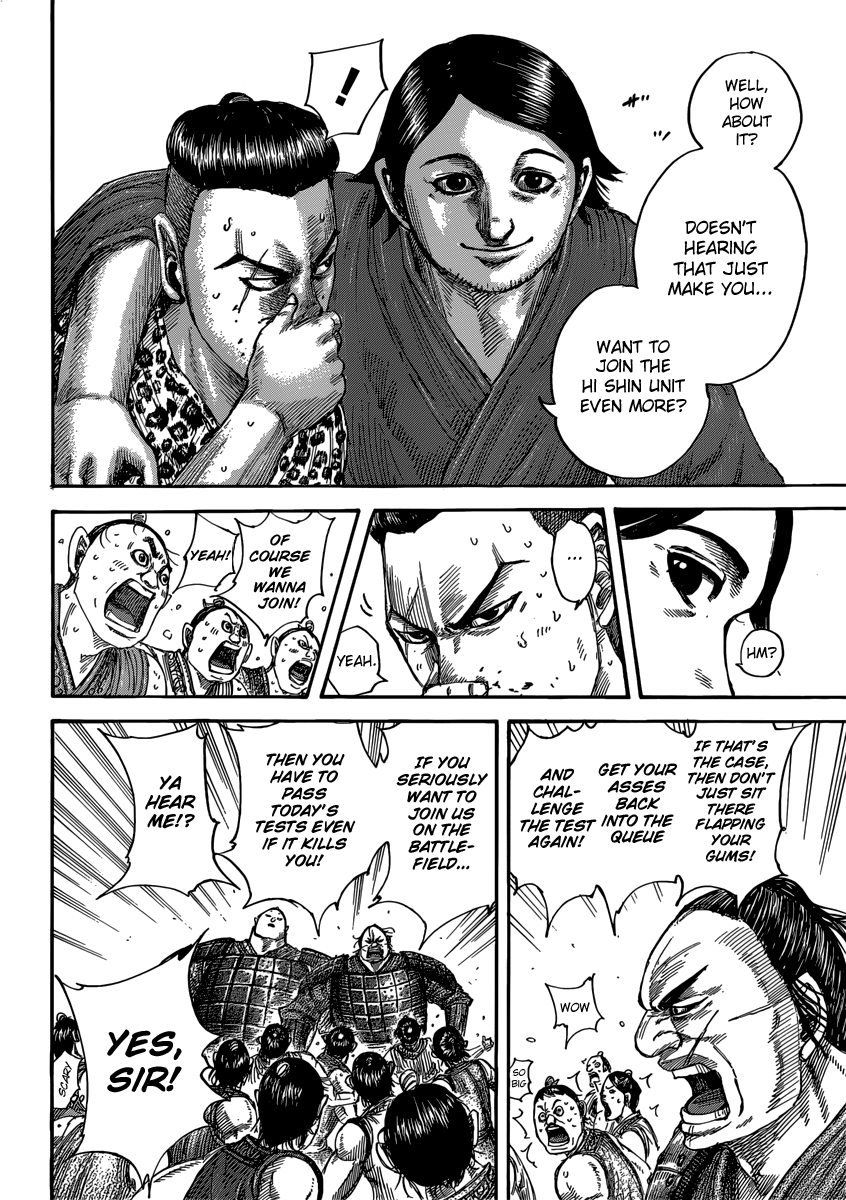 WELL,
HOW
ABOUT
IT?
!
DOESN'T
HEARING
THAT JUST
MAKE YOU...
WANT TO
JOIN THE
HI SHIN UNIT
EVEN MORE?
HM?
...
YEAH.
OF
COURSE
WE
WANNA
JOIN!
YEAH!
IF THAT'S
THE CASE,
THEN DON'T
JUST SIT
THERE
FLAPPING
YOUR
GUMS!
GET YOUR
ASSES
BACK
INTO THE
QUEUE
AND
CHAL-
LENGE
THE TEST
AGAIN!
WOW
SO
BIG
IF YOU
SERIOUSLY
WANT TO
JOIN US
ON THE
BATTLE-
FIELD...
THEN YOU
HAVE TO
PASS
TODAY'S
TESTS EVEN
IF IT KILLS
YOU!
YA
HEAR
ME!?
YES,
SIR!
SCARY